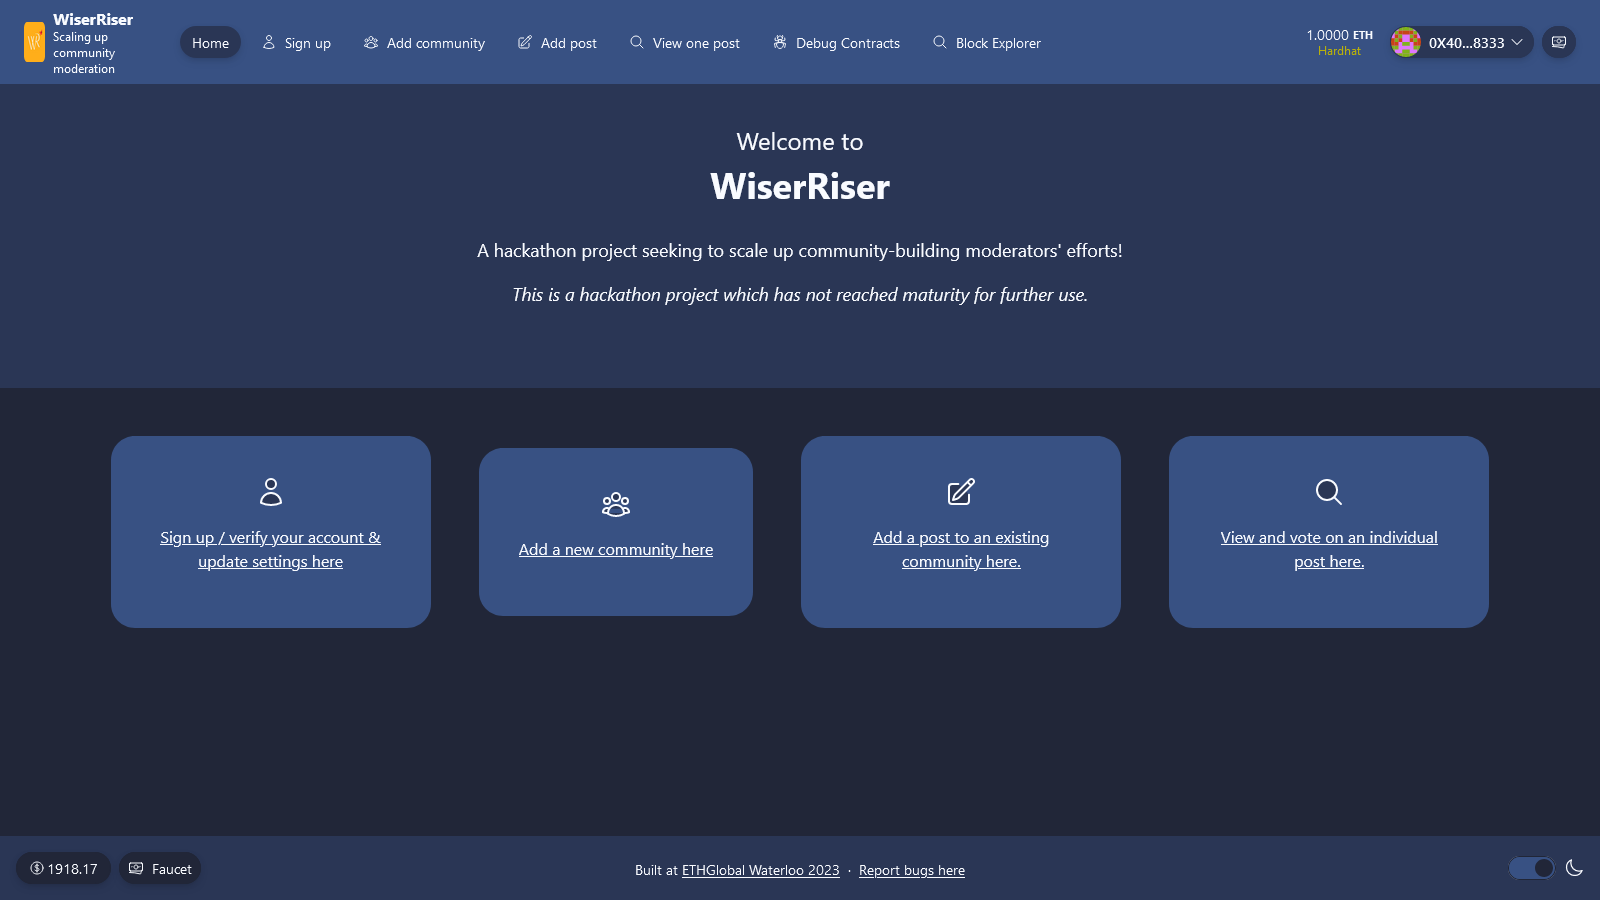 WiserRiser
Scaling up
community
moderation
Home
Sign up
Add community
Add post
View one post
Debug Contracts
Block Explorer
1.0000 ETH
Hardhat
0X40...8333
Welcome to
WiserRiser
A hackathon project seeking to scale up community-building moderators' efforts!
This is a hackathon project which has not reached maturity for further use.
Sign up / verify your account &
update settings here
Add a new community here
Add a post to an existing
community here.
View and vote on an individual
post here.
1918.17
Faucet
Built at ETHGlobal Waterloo 2023 · Report bugs here